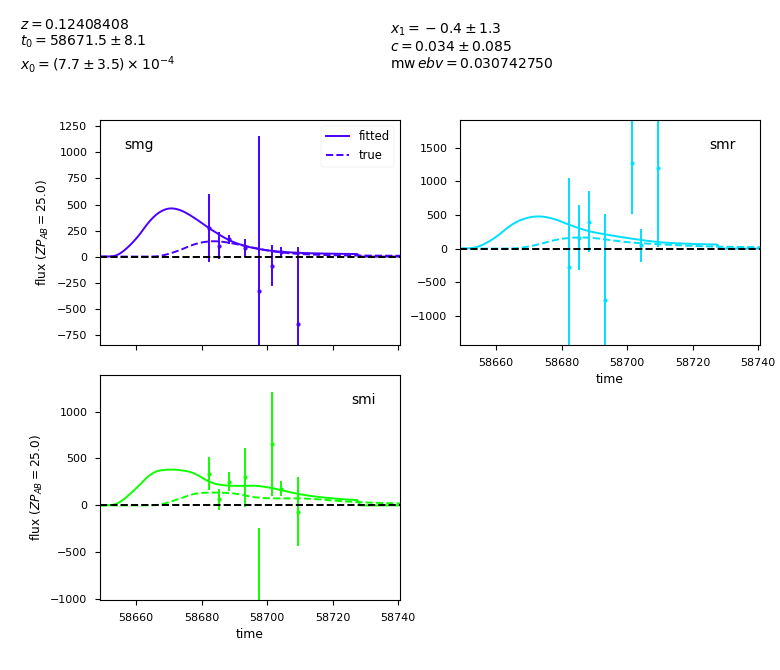 z = 0.12408408
t₀ = 58671.5 ± 8.1
x₀ = (7.7 ± 3.5) × 10⁻⁴
x₁ = −0.4 ± 1.3
c = 0.034 ± 0.085
mw ebv = 0.030742750
smg
fitted
true
1250
1000
750
500
250
0
−250
−500
−750
flux (ZP_AB = 25.0)
smr
1500
1000
500
0
−500
−1000
58660 58680 58700 58720 58740
time
smi
1000
500
0
−500
−1000
flux (ZP_AB = 25.0)
58660 58680 58700 58720 58740
time